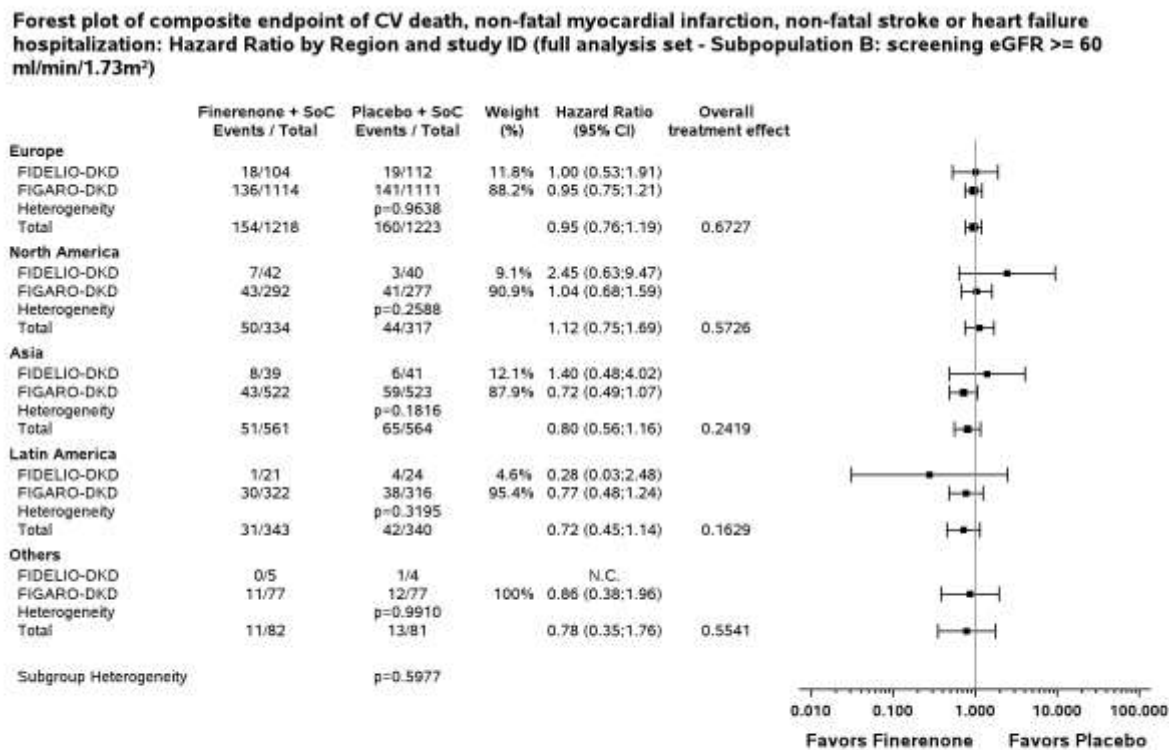 Forest plot of composite endpoint of CV death, non-fatal myocardial infarction, non-fatal stroke or heart failure
hospitalization: Hazard Ratio by Region and study ID (full analysis set - Subpopulation B: screening eGFR >= 60
ml/min/1.73m²)
Finerenone + SoC Placebo + SoC Weight Hazard Ratio Overall
Events / Total Events / Total (%) (95% CI) treatment effect
Europe
FIDELIO-DKD 18/104 19/112 11.8% 1.00 (0.53;1.91)
FIGARO-DKD 136/1114 141/1111 88.2% 0.95 (0.75;1.21)
Heterogeneity p=0.9638
Total 154/1218 160/1223 0.95 (0.76;1.19) 0.6727
North America
FIDELIO-DKD 7/42 3/40 9.1% 2.45 (0.63;9.47)
FIGARO-DKD 43/292 41/277 90.9% 1.04 (0.68;1.59)
Heterogeneity p=0.2588
Total 50/334 44/317 1.12 (0.75;1.69) 0.5726
Asia
FIDELIO-DKD 8/39 6/41 12.1% 1.40 (0.48;4.02)
FIGARO-DKD 43/522 59/523 87.9% 0.72 (0.49;1.07)
Heterogeneity p=0.1816
Total 51/561 65/564 0.80 (0.56;1.16) 0.2419
Latin America
FIDELIO-DKD 1/21 4/24 4.6% 0.28 (0.03;2.48)
FIGARO-DKD 30/322 38/316 95.4% 0.77 (0.48;1.24)
Heterogeneity p=0.3195
Total 31/343 42/340 0.72 (0.45;1.14) 0.1629
Others
FIDELIO-DKD 0/5 1/4 N.C.
FIGARO-DKD 11/77 12/77 100% 0.86 (0.38;1.96)
Heterogeneity p=0.9910
Total 11/82 13/81 0.78 (0.35;1.76) 0.5541
Subgroup Heterogeneity p=0.5977
0.010 0.100 1.000 10.000 100.000
Favors Finerenone Favors Placebo